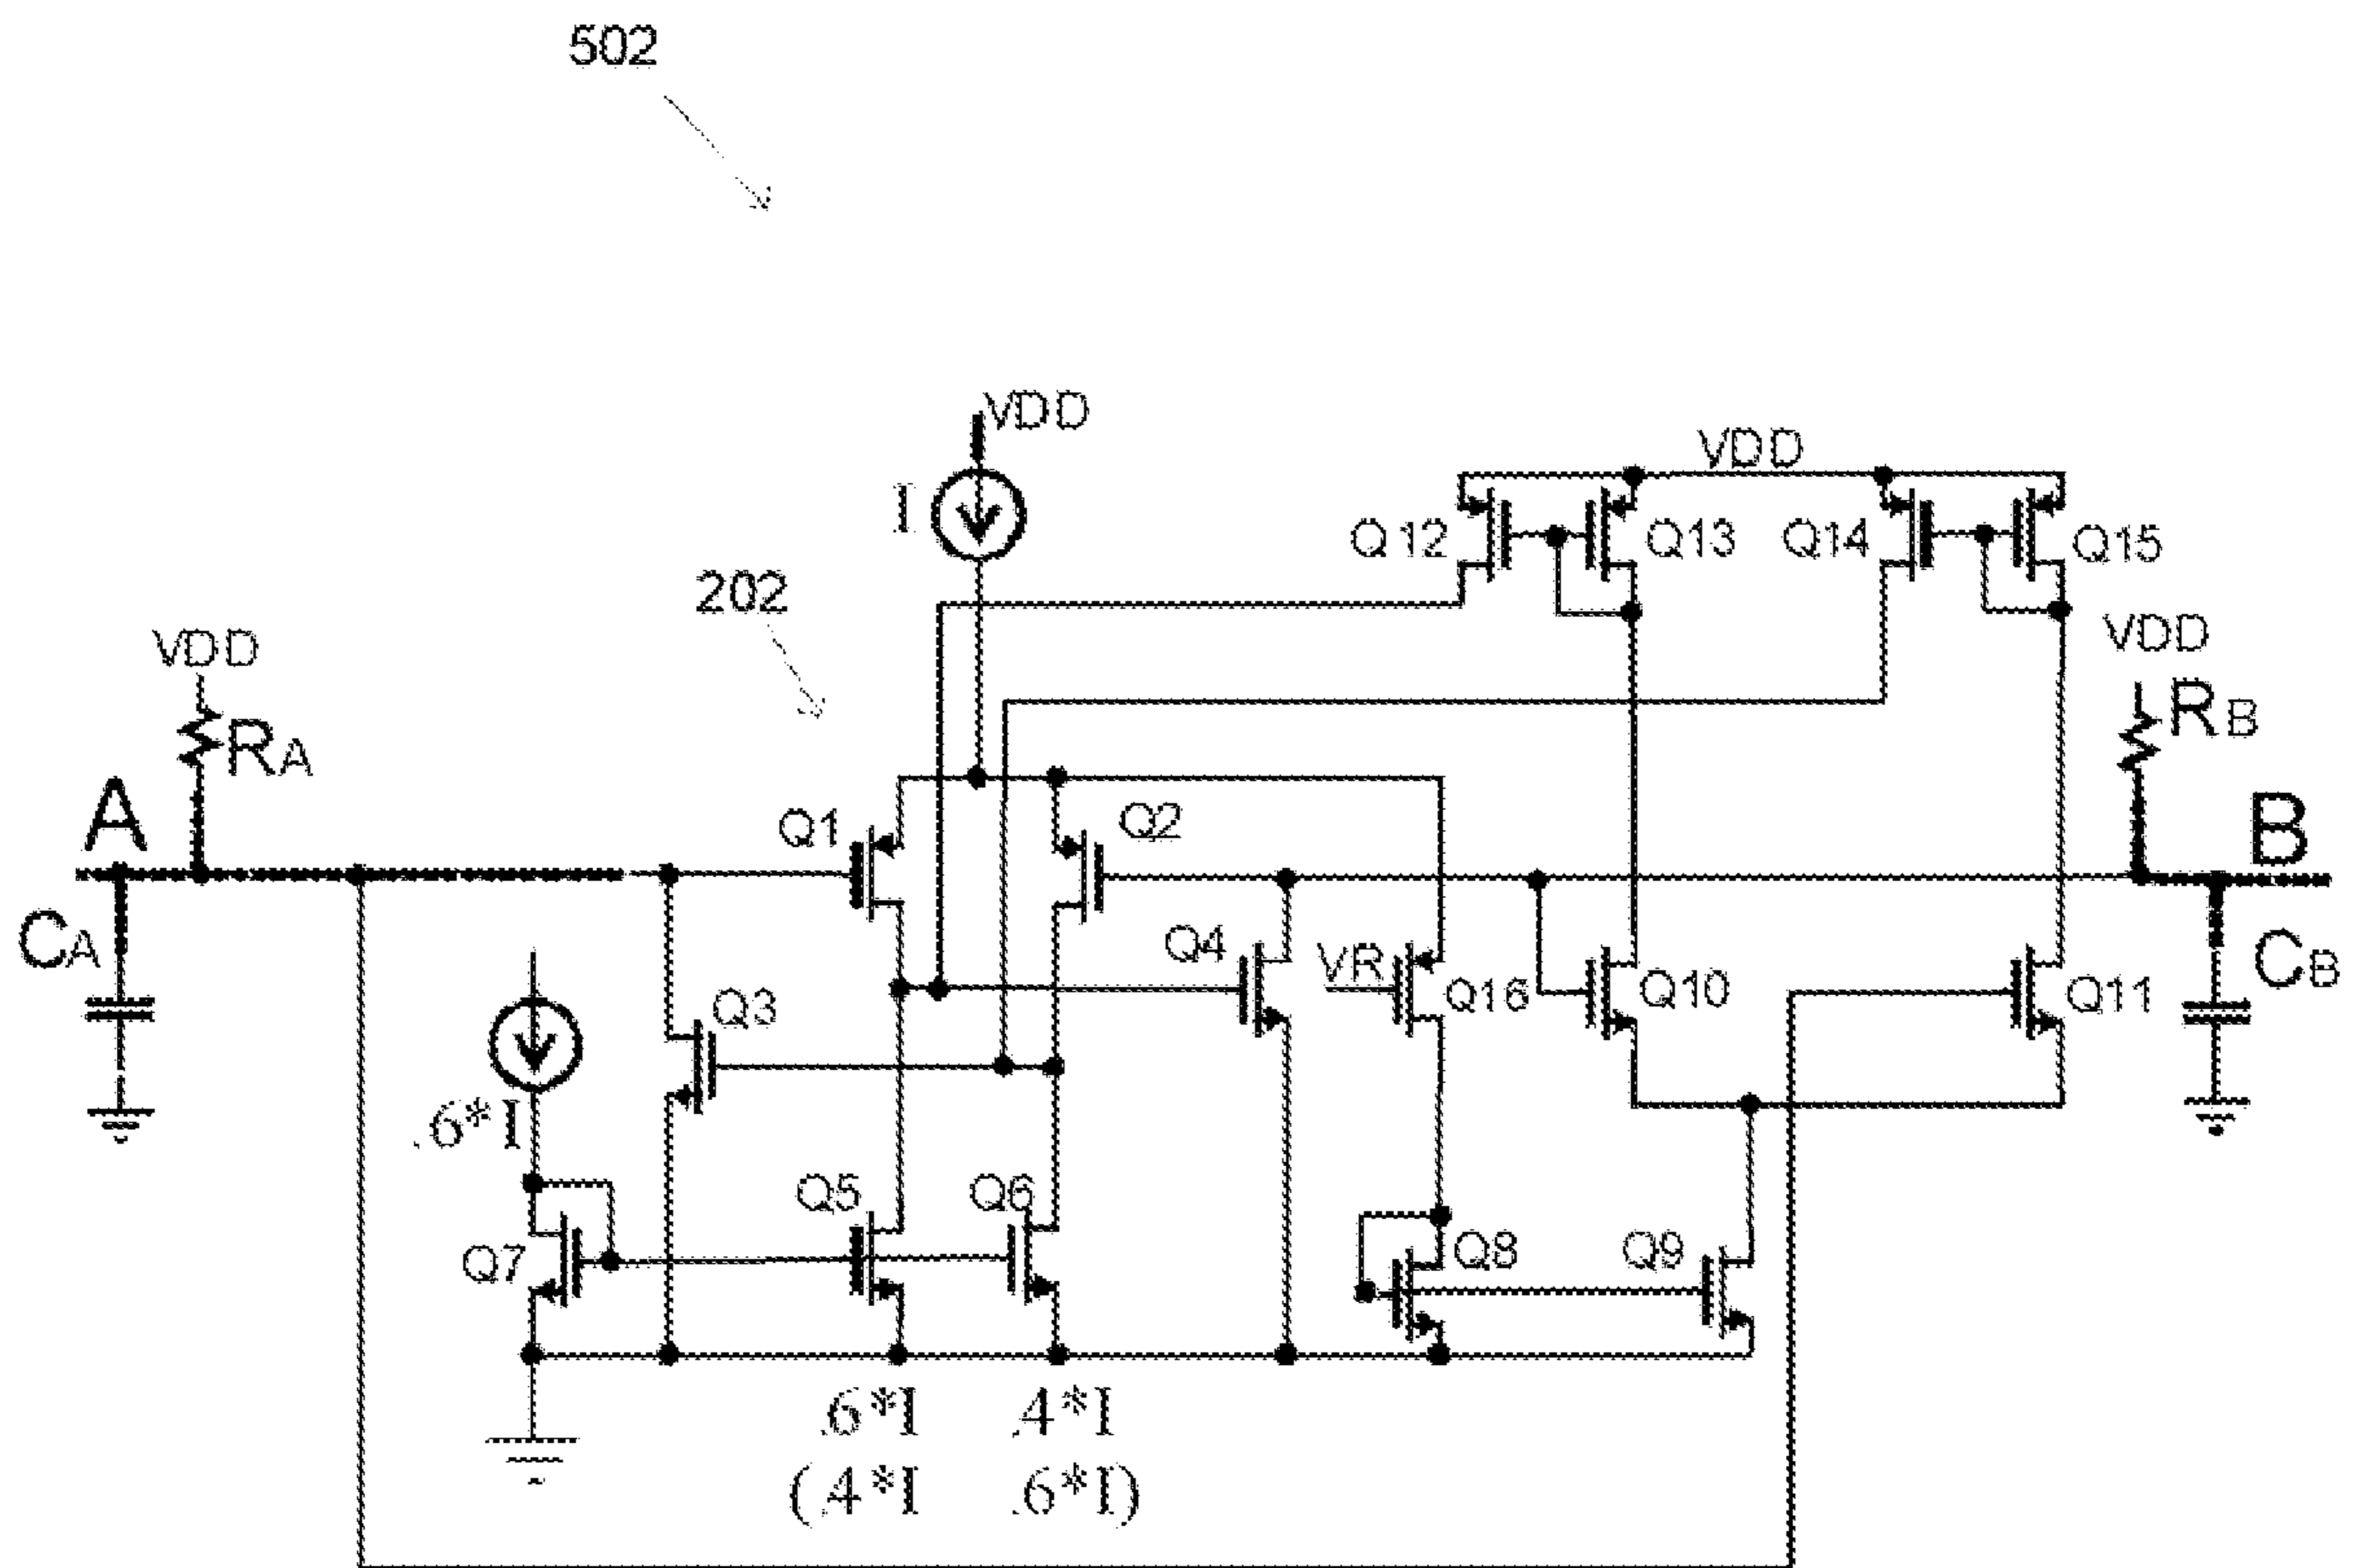 502
VDD
I
VDD
Q12
Q13
Q14
Q15
202
VDD
RA
VDD
RB
A
Q1
Q2
B
CA
Q4
VR
Q16
Q10
Q11
CB
Q3
.6*I
Q5
Q6
Q7
Q8
Q9
.6*I .4*I
(.4*I .6*I)